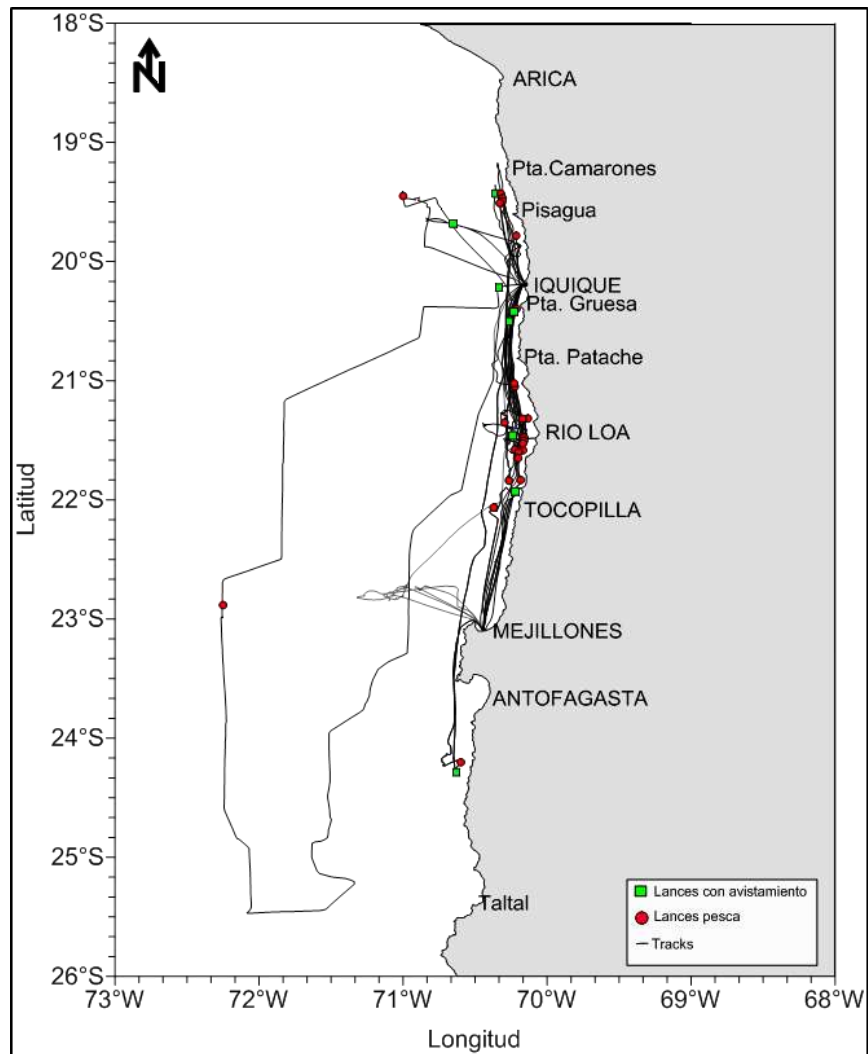 18°S
N
ARICA
19°S
Pta.Camarones
Pisagua
20°S
IQUIQUE
Pta. Gruesa
Pta. Patache
21°S
RIO LOA
22°S
TOCOPILLA
Latitud
23°S
MEJILLONES
ANTOFAGASTA
24°S
25°S
Lances con avistamiento
Lances pesca
Tracks
Taltal
26°S
73°W 72°W 71°W 70°W 69°W 68°W
Longitud